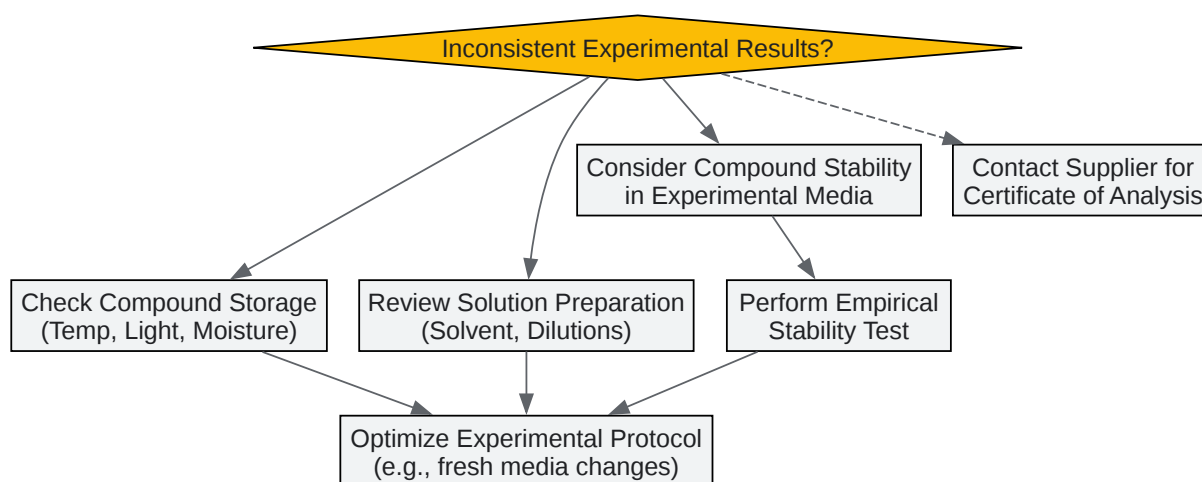 Inconsistent Experimental Results?
Consider Compound Stability
in Experimental Media
Contact Supplier for
Certificate of Analysis
Check Compound Storage
(Temp, Light, Moisture)
Review Solution Preparation
(Solvent, Dilutions)
Perform Empirical
Stability Test
Optimize Experimental Protocol
(e.g., fresh media changes)